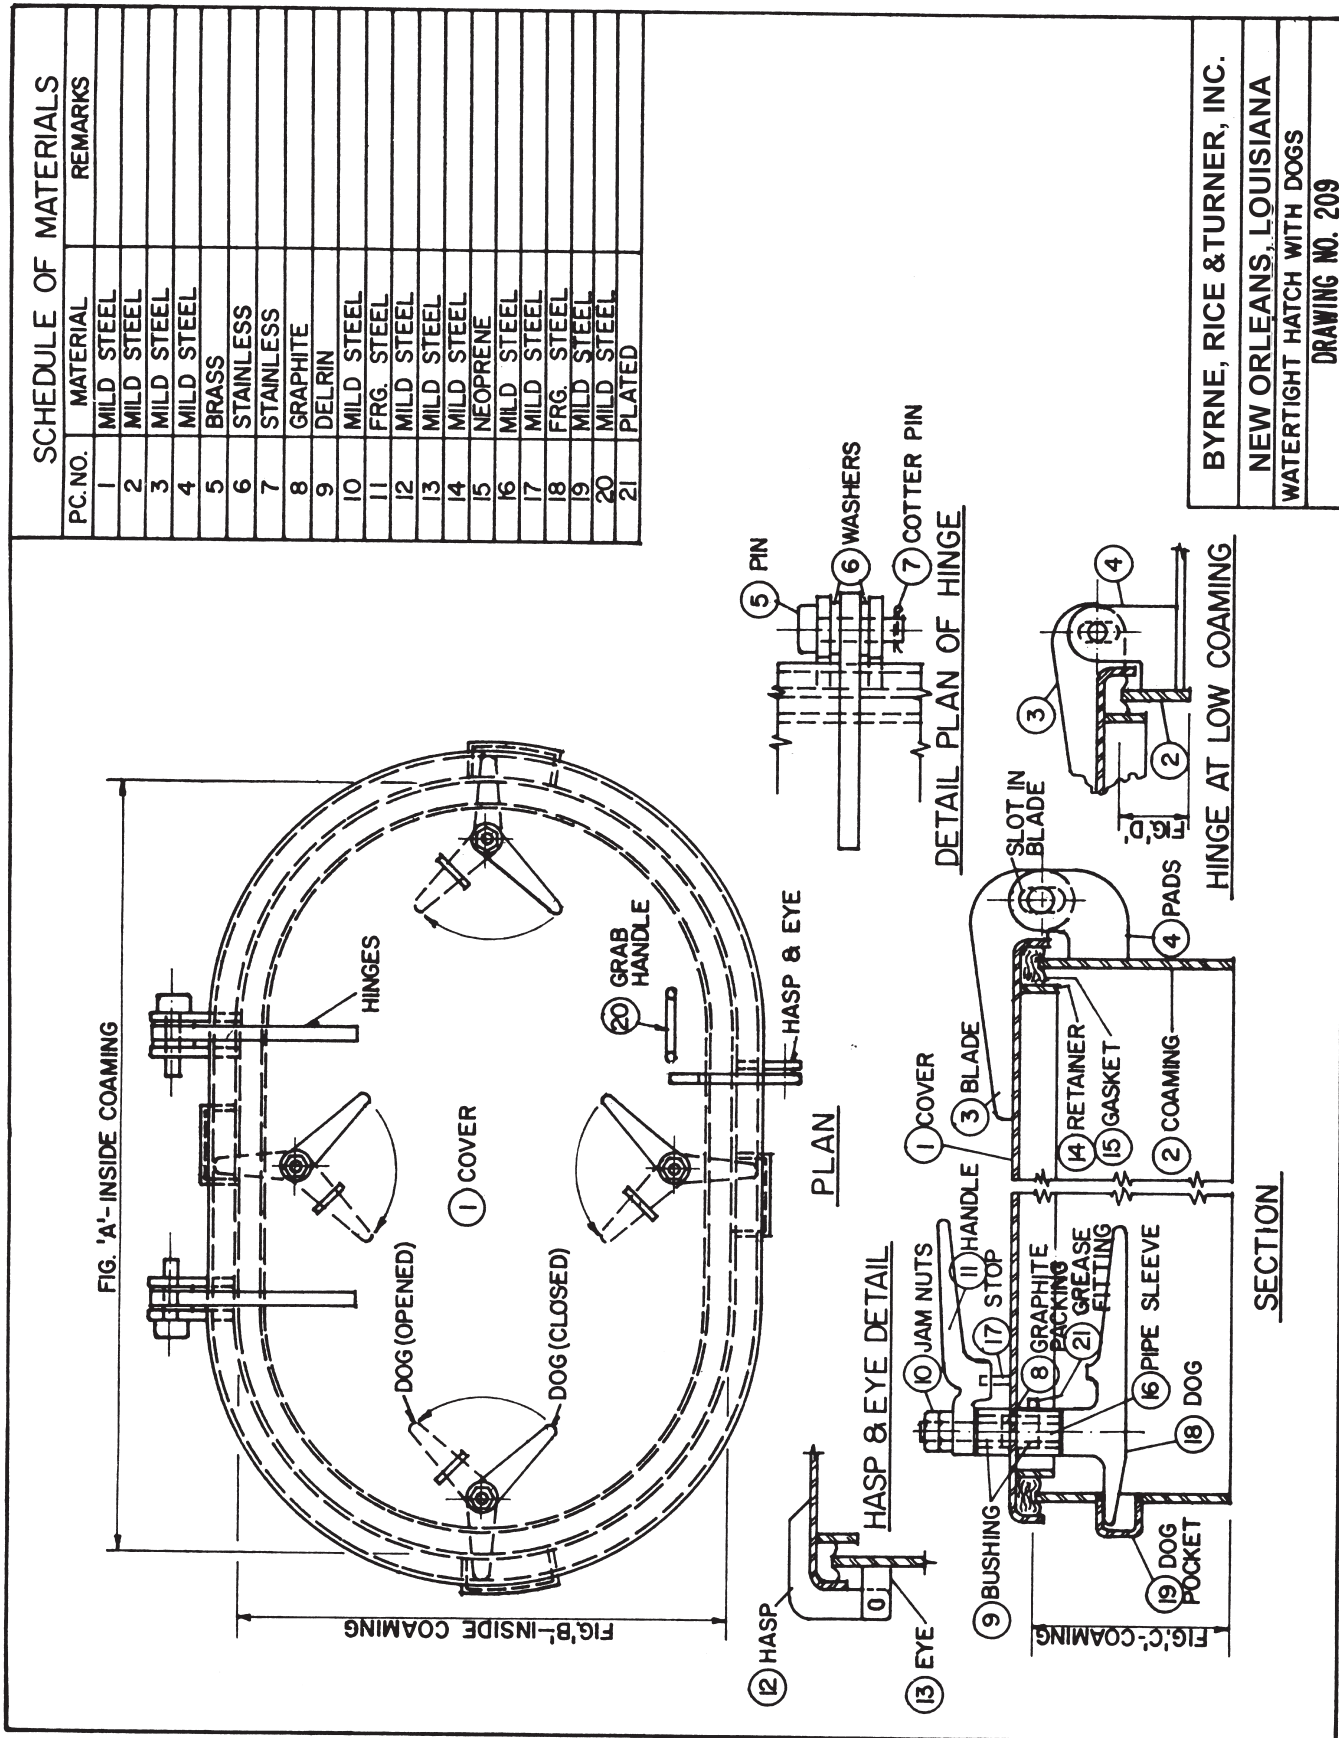 SCHEDULE OF MATERIALS
PC. NO. MATERIAL REMARKS
1 MILD STEEL
2 MILD STEEL
3 MILD STEEL
4 MILD STEEL
5 BRASS
6 STAINLESS
7 STAINLESS
8 GRAPHITE
9 DELRIN
10 MILD STEEL
11 FRG. STEEL
12 MILD STEEL
13 MILD STEEL
14 MILD STEEL
15 NEOPRENE
16 MILD STEEL
17 MILD STEEL
18 FRG. STEEL
19 MILD STEEL
20 MILD STEEL
21 PLATED
FIG. 'A'-INSIDE COAMING
FIG.'B'-INSIDE COAMING
HINGES
DOG (OPENED)
DOG (CLOSED)
1 COVER
20 GRAB
HANDLE
HASP & EYE
PLAN
5 PIN
6 WASHERS
7 COTTER PIN
DETAIL PLAN OF HINGE
12 HASP
13 EYE
HASP & EYE DETAIL
10 JAM NUTS
11 HANDLE
17 STOP
8 GRAPHITE
PACKING
21 GREASE
FITTING
16 PIPE SLEEVE
18 DOG
9 BUSHING
19 DOG
POCKET
FIG.'C'-COAMING
1 COVER
3 BLADE
14 RETAINER
15 GASKET
2 COAMING
SLOT IN
BLADE
4 PADS
SECTION
3
4
2
FIG.'D'
HINGE AT LOW COAMING
BYRNE, RICE & TURNER, INC.
NEW ORLEANS, LOUISIANA
WATERTIGHT HATCH WITH DOGS
DRAWING NO. 209